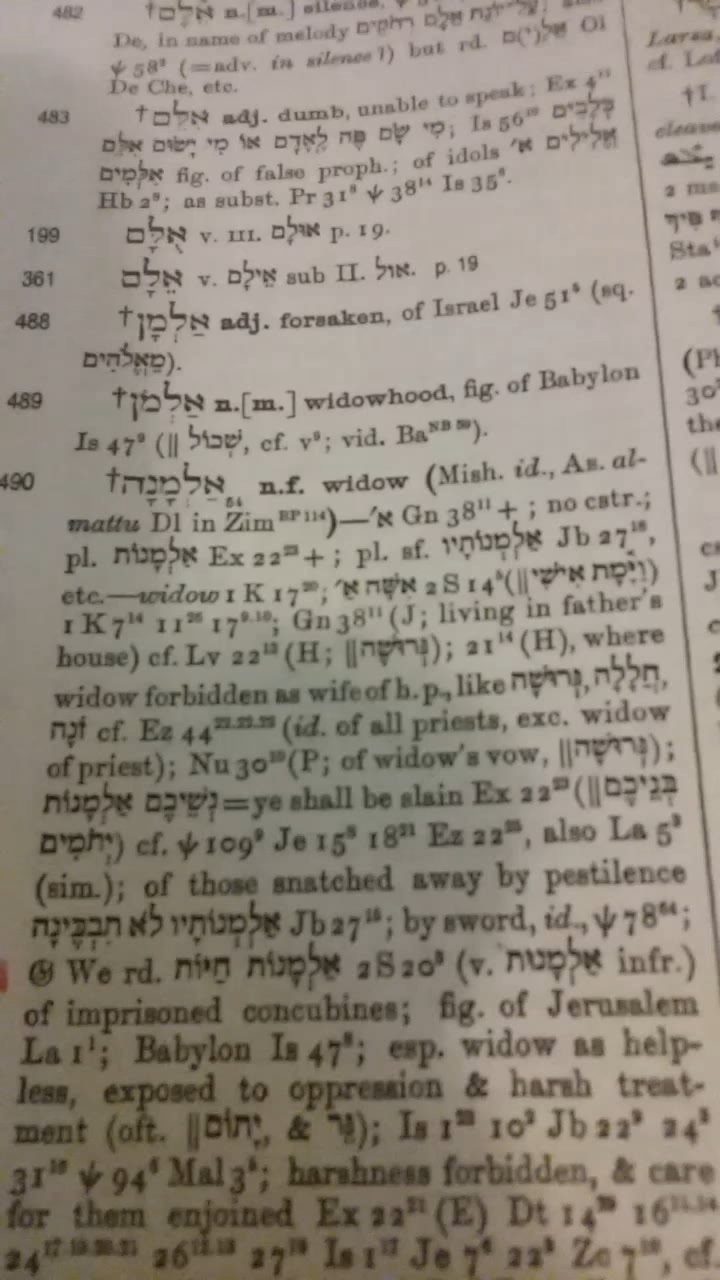 482 †אֵלֶם n.[m.] silence,
De, in name of melody
ψ 58² (=adv. in silence?) but rd. אֵלִ(י)ם Ol
De Che, etc.
483 †אִלֵּם adj. dumb, unable to speak; Ex 4¹¹
מִי שָׂם פֶּה לָאָדָם אוֹ מִי יָשׂוּם אִלֵּם; Is 56¹⁰ כְּלָבִים
אִלְּמִים fig. of false proph.; of idols אֱלִילִים א׳
Hb 2; as subst. Pr 31⁸ ψ 38¹⁴ Is 35⁶.
199 אֻלָם v. III. אוּלָם p. 19.
361 אֵלָם v. אֵילָם sub II. אול. p. 19
488 †אַלְמָן adj. forsaken, of Israel Je 51⁵ (sq.
מֵאֱלֹהִים).
489 †אַלְמֹן n.[m.] widowhood, fig. of Babylon
Is 47⁹ (‖ שְׁכוֹל, cf. v⁸; vid. Ba).
490 †אַלְמָנָה n.f. widow (Mish. id., As. al-
mattu Dl in Zim)—א׳ Gn 38¹¹ + ; no cstr.;
pl. אַלְמָנוֹת Ex 22²³ + ; pl. sf. אַלְמְנוֹתָיו Jb 27¹⁵,
etc.—widow 1 K 17²⁰; אִשָּׁה א׳ 2 S 14⁵ (‖וַיָּמָת אִישִׁי)
1 K 7¹⁴ 11²⁶ 17⁹·¹⁰; Gn 38¹¹ (J; living in father's
house) cf. Lv 22¹³ (H; ‖גְּרוּשָׁה); 21¹⁴ (H), where
widow forbidden as wife of h.p., like חֲלָלָה, גְּרוּשָׁה,
זֹנָה cf. Ez 44²²·²²·²² (id. of all priests, exc. widow
of priest); Nu 30¹⁰ (P; of widow's vow, ‖גְּרוּשָׁה);
נְשֵׁיכֶם אַלְמָנוֹת=ye shall be slain Ex 22²³ (‖בְּנֵיכֶם
יְתֹמִים) cf. ψ 109⁹ Je 15⁸ 18²¹ Ez 22²⁵, also La 5³
(sim.); of those snatched away by pestilence
אַלְמְנוֹתָיו לֹא תִבְכֶּינָה Jb 27¹⁵; by sword, id., ψ 78⁶⁴;
𝔊 We rd. אַלְמָנוֹת חַיּוֹת 2 S 20³ (v. אַלְמָנוּת infr.)
of imprisoned concubines; fig. of Jerusalem
La 1¹; Babylon Is 47⁸; esp. widow as help-
less, exposed to oppression & harsh treat-
ment (oft. ‖יָתוֹם, & גֵּר); Is 1²³ 10² Jb 22⁹ 24³
31¹⁶ ψ 94⁶ Mal 3⁵; harshness forbidden, & care
for them enjoined Ex 22²¹ (E) Dt 14²⁹ 16¹¹·¹⁴
24¹⁷·¹⁹·²⁰·²¹ 26¹²·¹³ 27¹⁹ Is 1¹⁷ Je 7⁶ 22³ Zc 7¹⁰, cf.